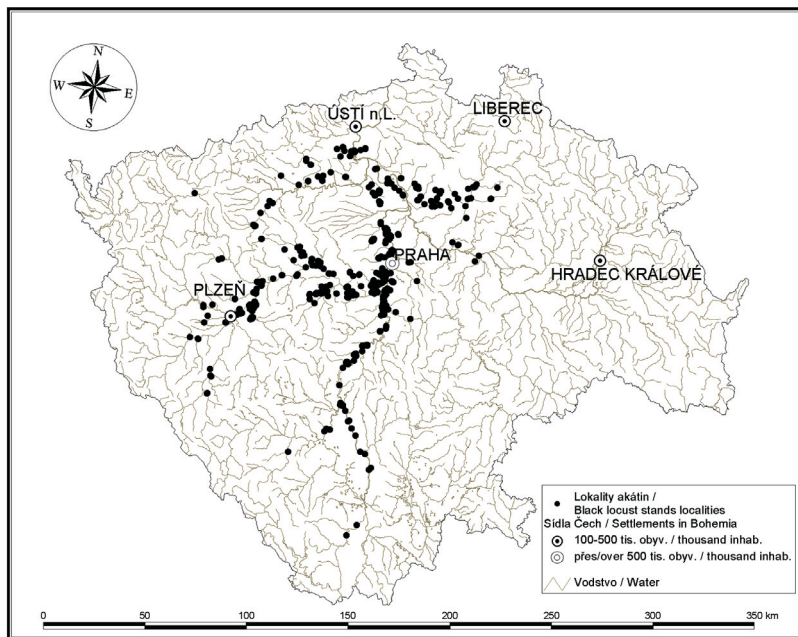 N
W
E
S
ÚSTÍ n.L.
LIBEREC
PRAHA
HRADEC KRÁLOVÉ
PLZEŇ
Lokality akátin /
Black locust stands localities
Sídla Čech / Settlements in Bohemia
100-500 tis. obyv. / thousand inhab.
přes/over 500 tis. obyv. / thousand inhab.
Vodstvo / Water
0 50 100 150 200 250 300 350 km